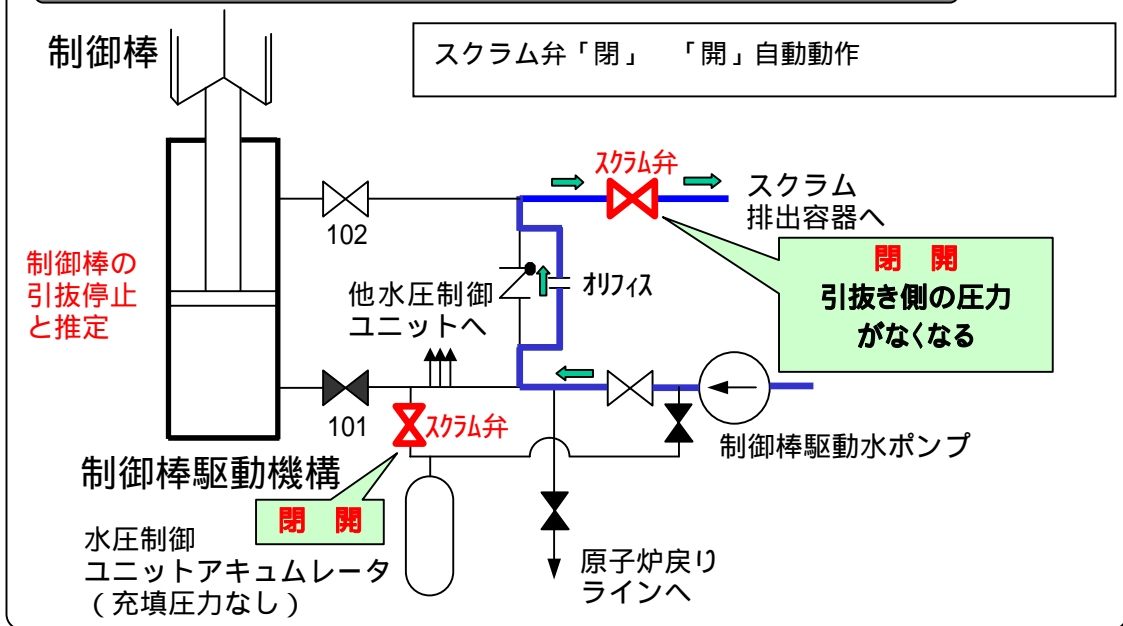 制御棒
スクラム弁「閉」　「開」自動動作
スクラム弁
スクラム
排出容器へ
102
制御棒の
引抜停止
と推定
他水圧制御
ユニットへ
オリフィス
閉　開
引抜き側の圧力
がなくなる
101
スクラム弁
制御棒駆動水ポンプ
制御棒駆動機構
閉　開
水圧制御
ユニットアキュムレータ
（充填圧力なし）
原子炉戻り
ラインへ